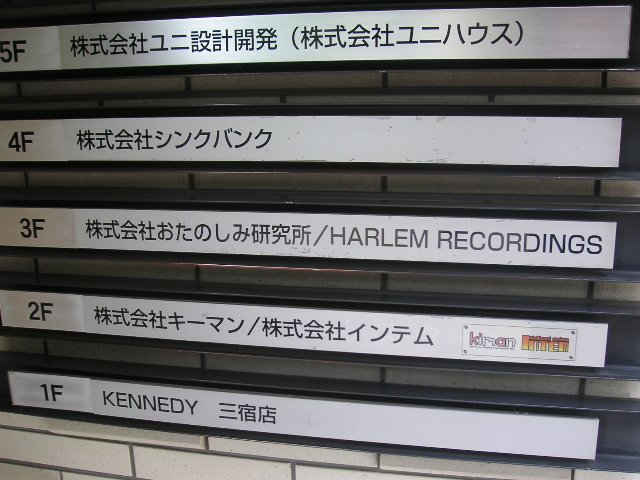 5F 株式会社ユニ設計開発（株式会社ユニハウス）
4F 株式会社シンクバンク
3F 株式会社おたのしみ研究所/HARLEM RECORDINGS
2F 株式会社キーマン/株式会社インテム kiman INTEM
1F KENNEDY 三宿店